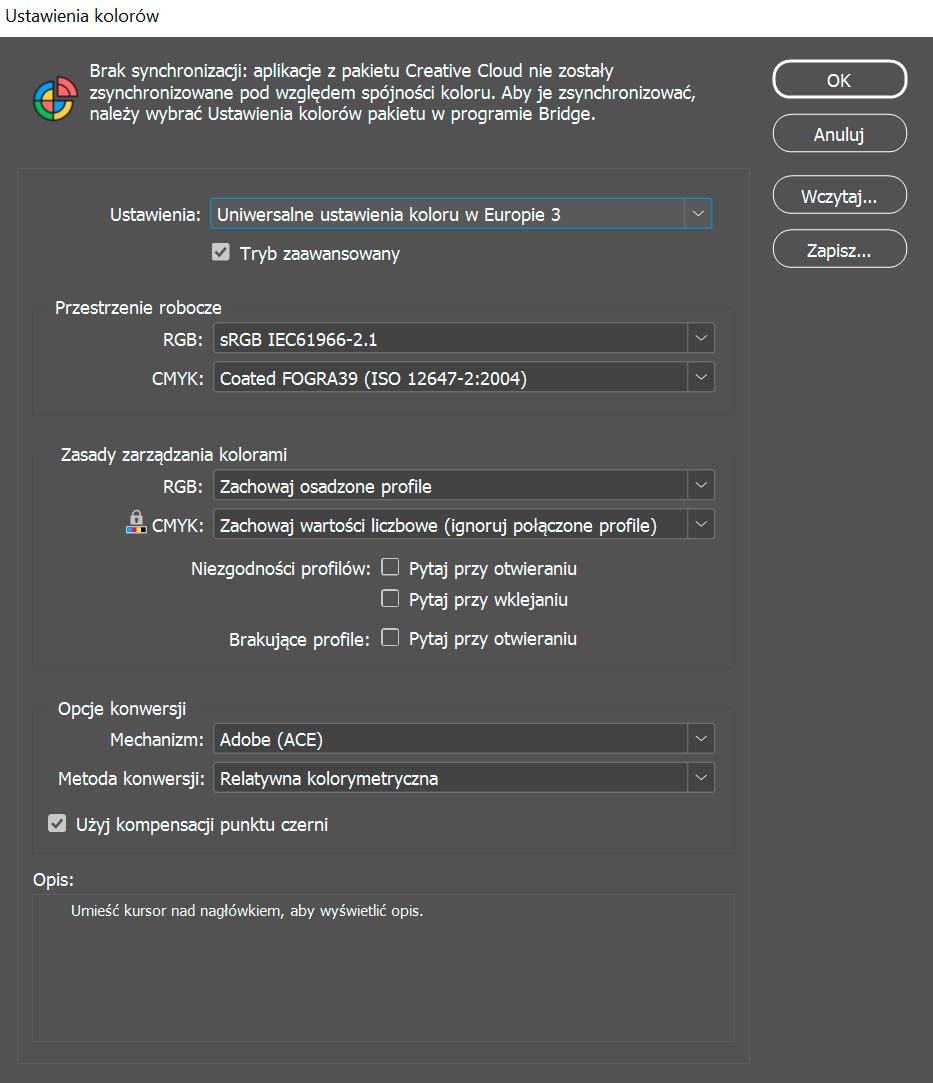 Ustawienia kolorów
Brak synchronizacji: aplikacje z pakietu Creative Cloud nie zostały
zsynchronizowane pod względem spójności koloru. Aby je zsynchronizować,
należy wybrać Ustawienia kolorów pakietu w programie Bridge.
OK
Anuluj
Wczytaj...
Zapisz...
Ustawienia: Uniwersalne ustawienia koloru w Europie 3
Tryb zaawansowany
Przestrzenie robocze
RGB: sRGB IEC61966-2.1
CMYK: Coated FOGRA39 (ISO 12647-2:2004)
Zasady zarządzania kolorami
RGB: Zachowaj osadzone profile
CMYK: Zachowaj wartości liczbowe (ignoruj połączone profile)
Niezgodności profilów: Pytaj przy otwieraniu
Pytaj przy wklejaniu
Brakujące profile: Pytaj przy otwieraniu
Opcje konwersji
Mechanizm: Adobe (ACE)
Metoda konwersji: Relatywna kolorymetryczna
Użyj kompensacji punktu czerni
Opis:
Umieść kursor nad nagłówkiem, aby wyświetlić opis.